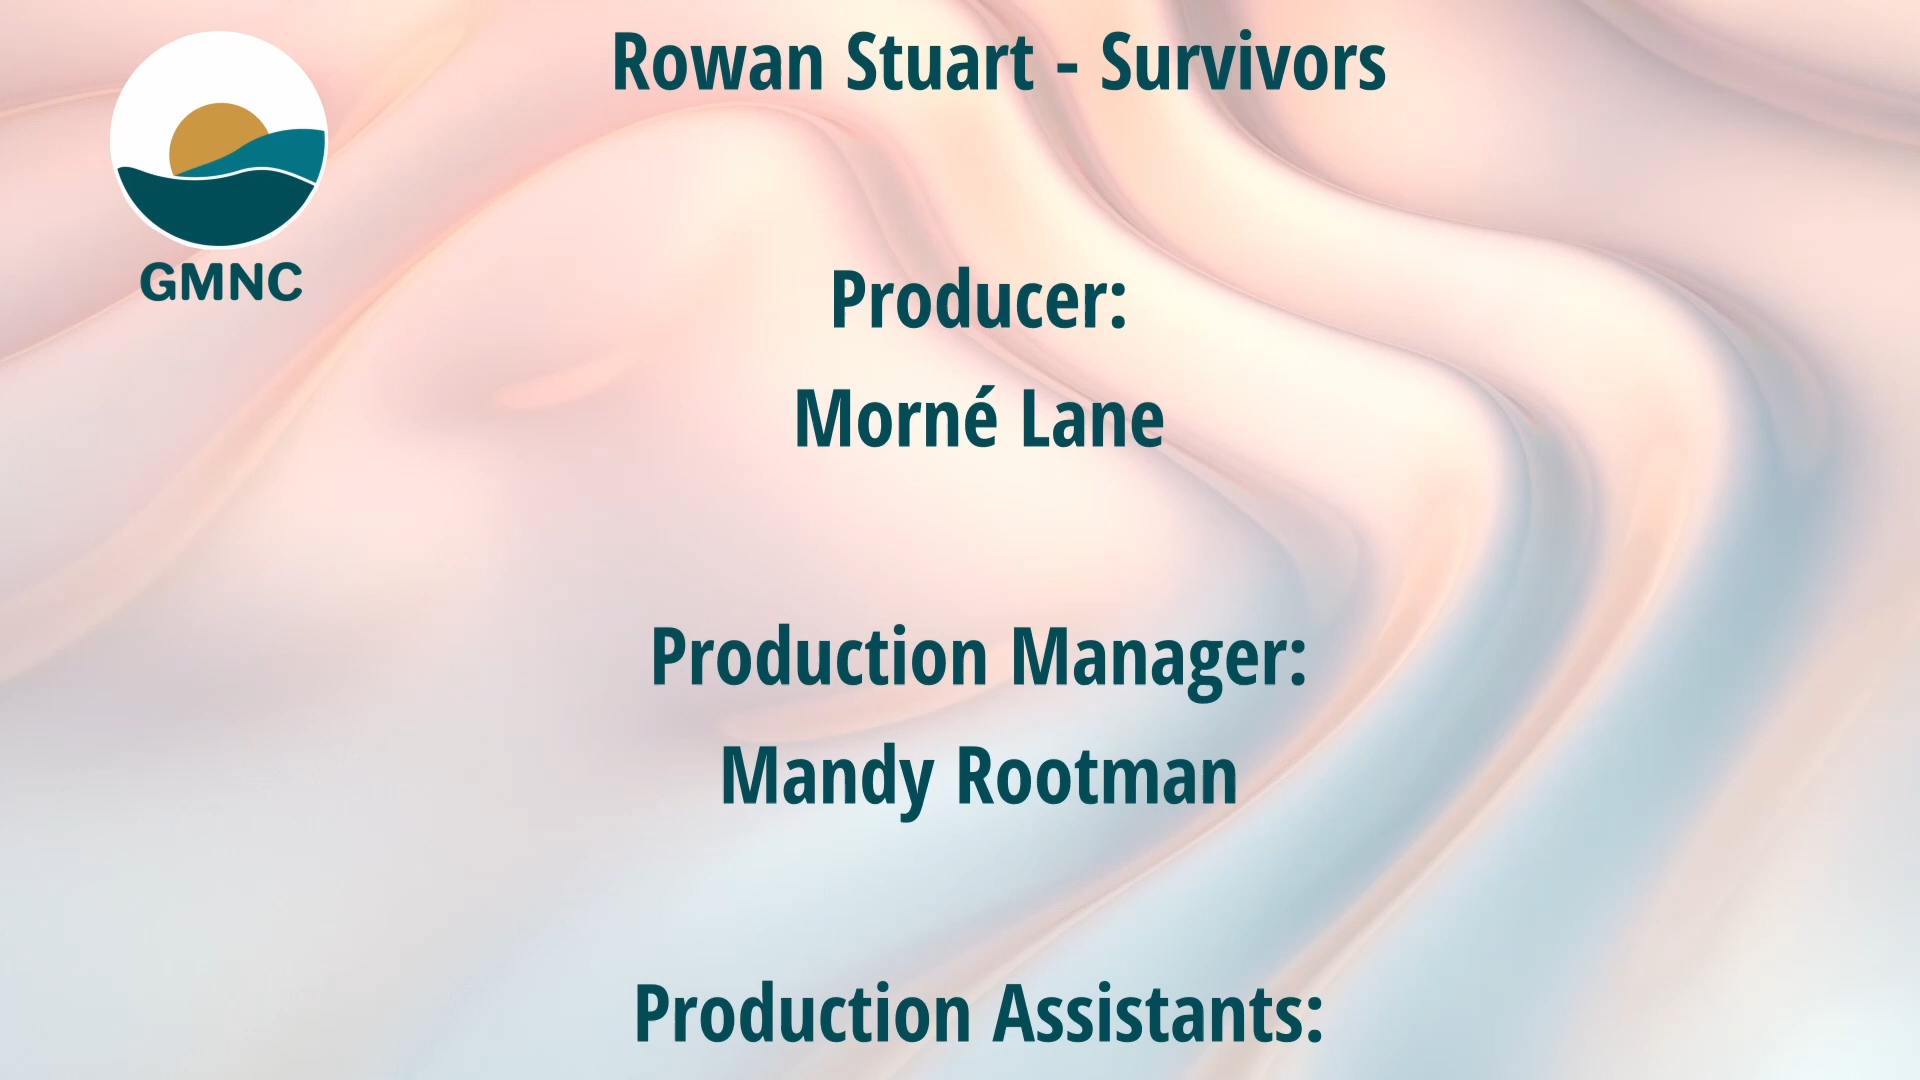 Rowan Stuart - Survivors
GMNC
Producer:
Morné Lane
Production Manager:
Mandy Rootman
Production Assistants: